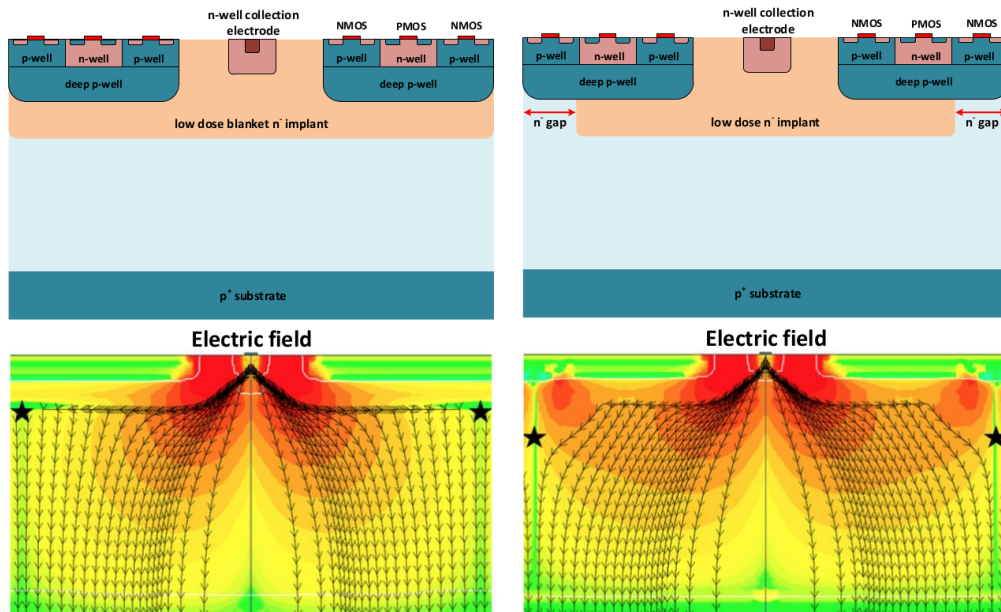 n-well collection
electrode
NMOS PMOS NMOS
p-well n-well p-well p-well n-well p-well
deep p-well deep p-well
low dose blanket n⁻ implant
p⁺ substrate
Electric field
n-well collection
electrode
NMOS PMOS NMOS
p-well n-well p-well p-well n-well p-well
deep p-well deep p-well
n⁻ gap low dose n⁻ implant n⁻ gap
p⁺ substrate
Electric field